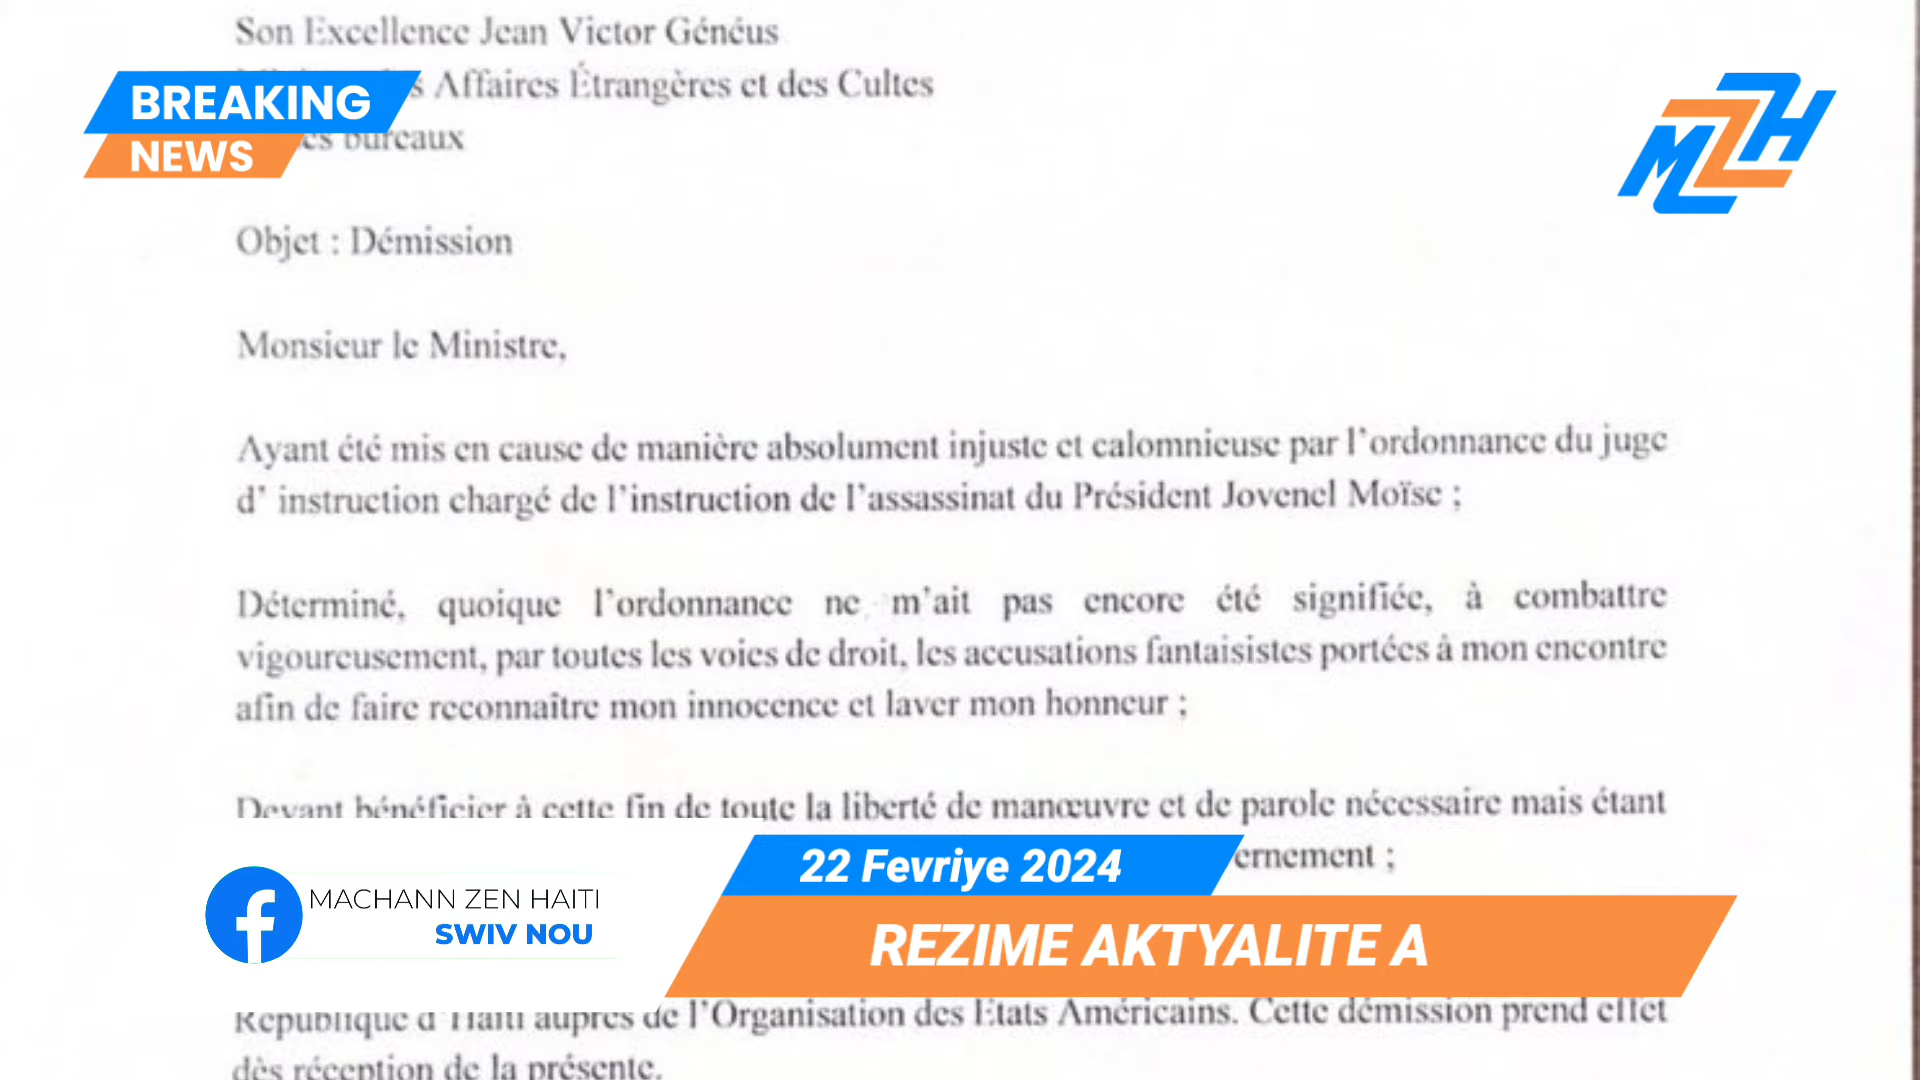 Son Excellence Jean Victor Généus
Affaires Étrangères et des Cultes
bureaux
BREAKING
NEWS
MZH
Objet : Démission
Monsieur le Ministre,
Ayant été mis en cause de manière absolument injuste et calomnieuse par l'ordonnance du juge
d' instruction chargé de l'instruction de l'assassinat du Président Jovenel Moïse ;
Déterminé, quoique l'ordonnance ne m'ait pas encore été signifiée, à combattre
vigoureusement, par toutes les voies de droit, les accusations fantaisistes portées à mon encontre
afin de faire reconnaître mon innocence et laver mon honneur ;
Devant bénéficier à cette fin de toute la liberté de manœuvre et de parole nécessaire mais étant
ernement ;
22 Fevriye 2024
MACHANN ZEN HAITI
SWIV NOU
REZIME AKTYALITE A
République d'Haïti auprès de l'Organisation des Etats Américains. Cette démission prend effet
dès réception de la présente.